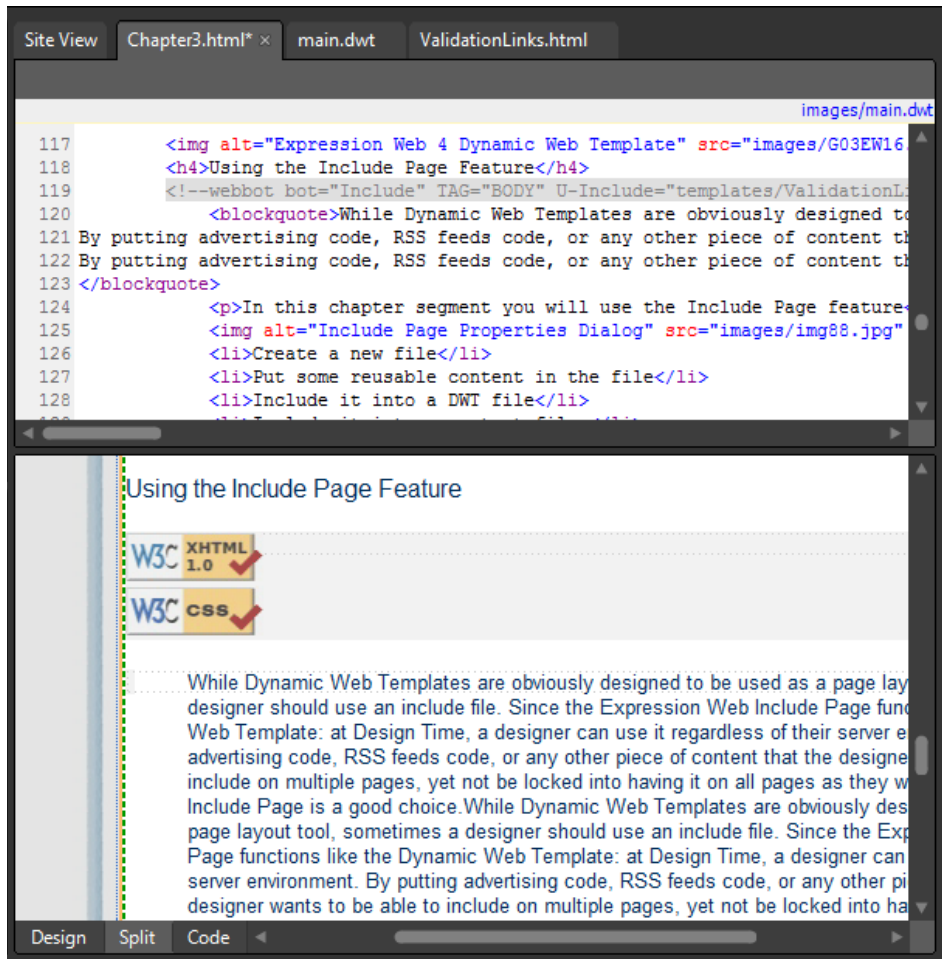 Site View Chapter3.html* × main.dwt ValidationLinks.html
images/main.dwt
117 <img alt="Expression Web 4 Dynamic Web Template" src="images/G03EW16.
118 <h4>Using the Include Page Feature</h4>
119 <!--webbot bot="Include" TAG="BODY" U-Include="templates/ValidationLi
120 <blockquote>While Dynamic Web Templates are obviously designed to
121 By putting advertising code, RSS feeds code, or any other piece of content th
122 By putting advertising code, RSS feeds code, or any other piece of content th
123 </blockquote>
124 <p>In this chapter segment you will use the Include Page feature<
125 <img alt="Include Page Properties Dialog" src="images/img88.jpg"
126 <li>Create a new file</li>
127 <li>Put some reusable content in the file</li>
128 <li>Include it into a DWT file</li>
Using the Include Page Feature
W3C XHTML 1.0
W3C css
While Dynamic Web Templates are obviously designed to be used as a page lay
designer should use an include file. Since the Expression Web Include Page func
Web Template: at Design Time, a designer can use it regardless of their server e
advertising code, RSS feeds code, or any other piece of content that the designe
include on multiple pages, yet not be locked into having it on all pages as they w
Include Page is a good choice.While Dynamic Web Templates are obviously des
page layout tool, sometimes a designer should use an include file. Since the Exp
Page functions like the Dynamic Web Template: at Design Time, a designer can
server environment. By putting advertising code, RSS feeds code, or any other pi
designer wants to be able to include on multiple pages, yet not be locked into ha
Design Split Code